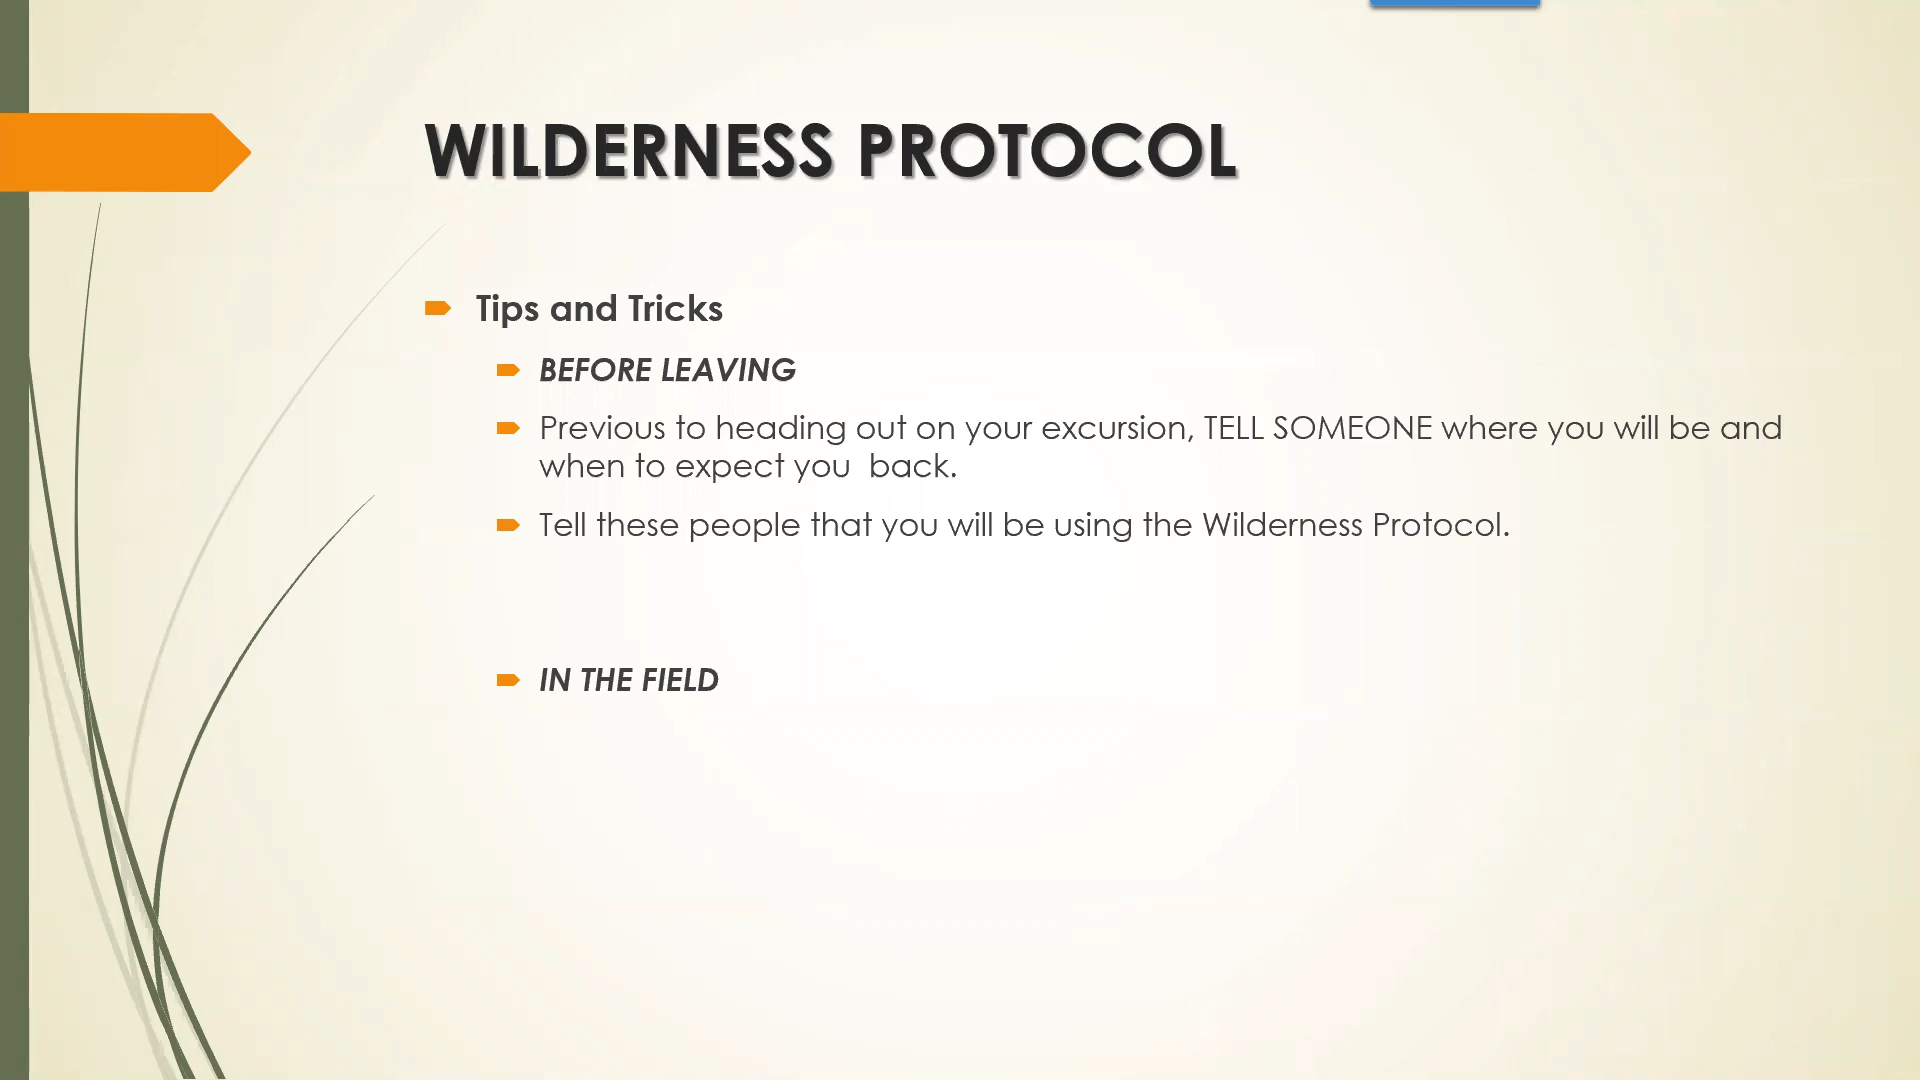 WILDERNESS PROTOCOL
Tips and Tricks
BEFORE LEAVING
Previous to heading out on your excursion, TELL SOMEONE where you will be and
when to expect you  back.
Tell these people that you will be using the Wilderness Protocol.
IN THE FIELD